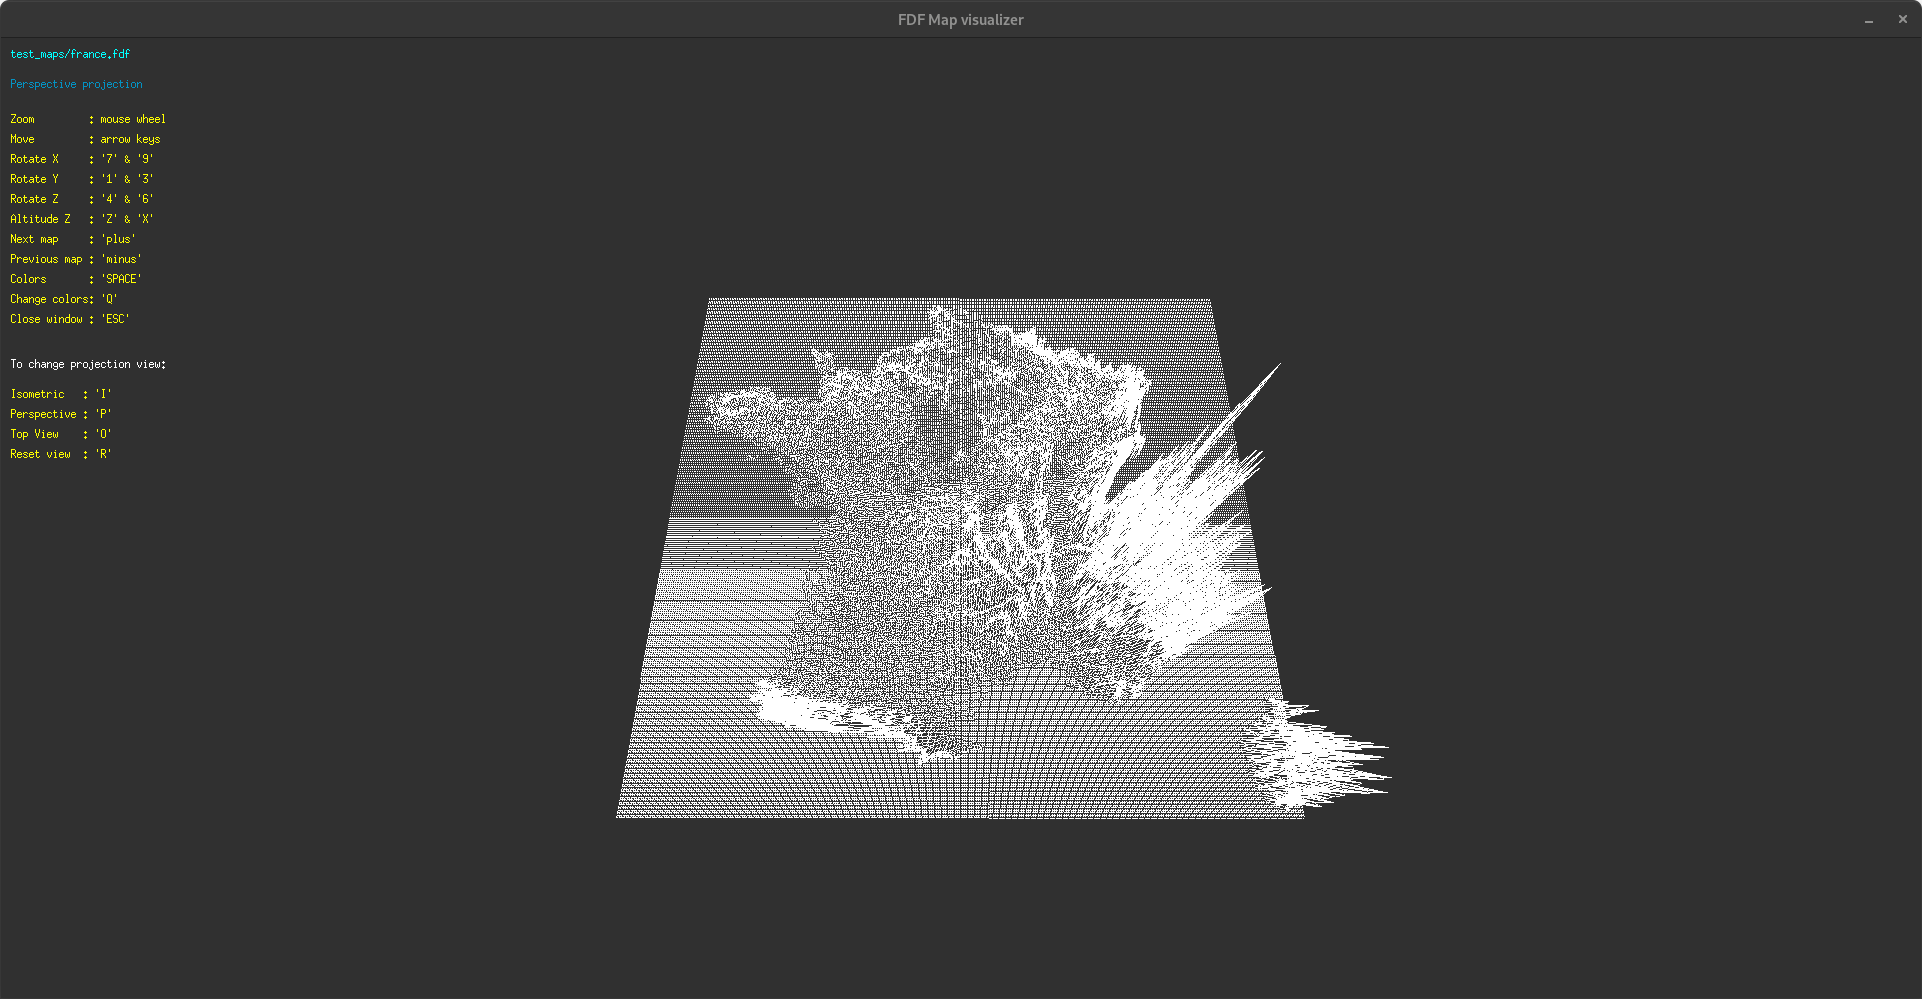 FDF Map visualizer
test_maps/france.fdf
Perspective projection
Zoom : mouse wheel
Move : arrow keys
Rotate X : '7' & '9'
Rotate Y : '1' & '3'
Rotate Z : '4' & '6'
Altitude Z : 'Z' & 'X'
Next map : 'plus'
Previous map : 'minus'
Colors : 'SPACE'
Change colors: 'Q'
Close window : 'ESC'
To change projection view:
Isometric : 'I'
Perspective : 'P'
Top View : 'O'
Reset view : 'R'